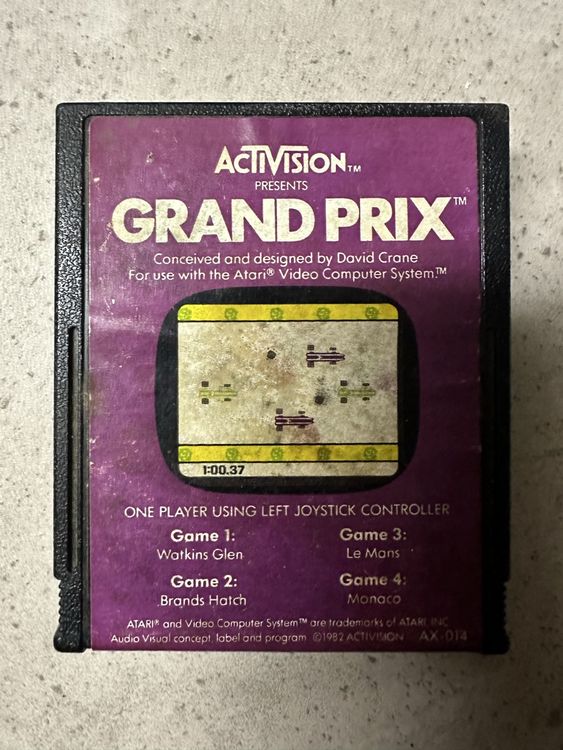 ACTIVISION™
PRESENTS
GRAND PRIX™
Conceived and designed by David Crane
For use with the Atari® Video Computer System.™
1:00.37
ONE PLAYER USING LEFT JOYSTICK CONTROLLER
Game 1:
Watkins Glen
Game 2:
Brands Hatch
Game 3:
Le Mans
Game 4:
Monaco
ATARI® and Video Computer System™ are trademarks of ATARI, INC.
Audio Visual concept, label and program ©1982 ACTIVISION AX-014